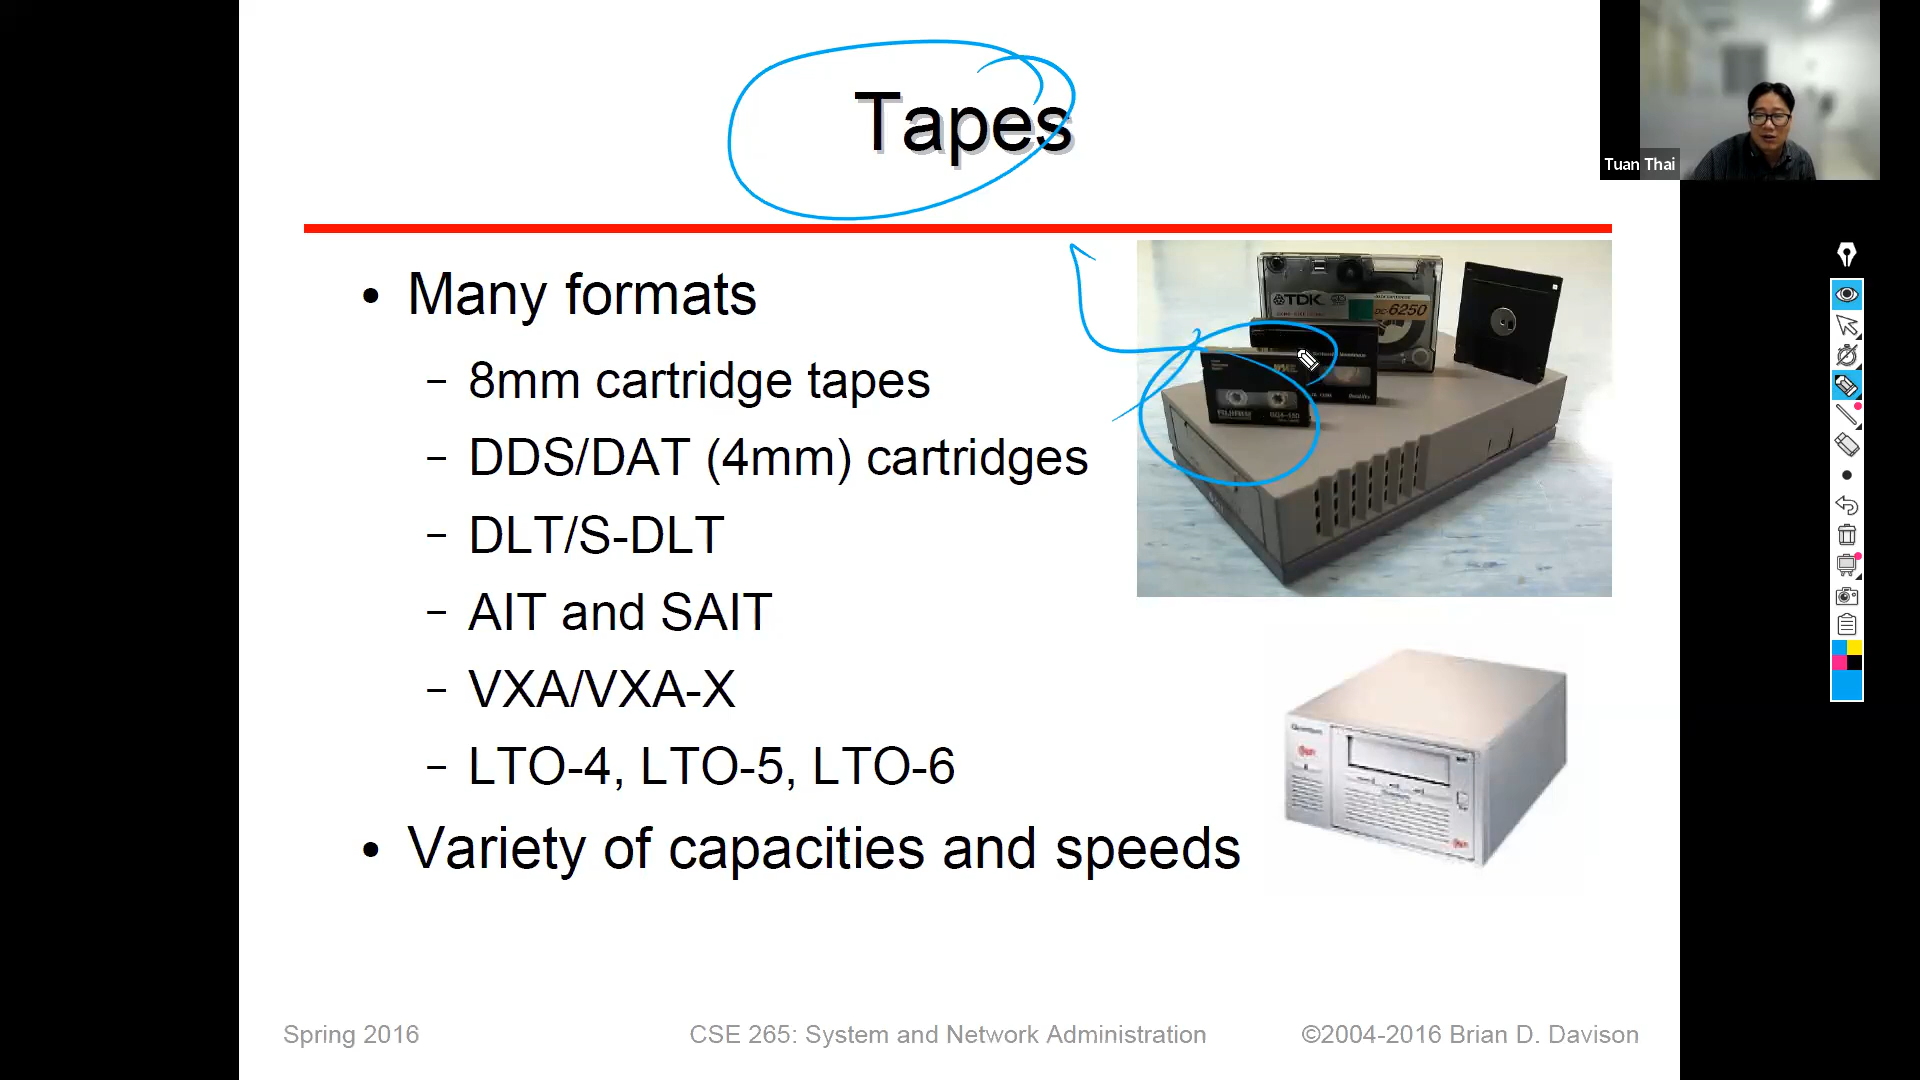 Tapes
Tuan Thai
• Many formats
– 8mm cartridge tapes
– DDS/DAT (4mm) cartridges
– DLT/S-DLT
– AIT and SAIT
– VXA/VXA-X
– LTO-4, LTO-5, LTO-6
• Variety of capacities and speeds
TDK
6250
FUJIFILM
Quantum
Spring 2016
CSE 265: System and Network Administration
©2004-2016 Brian D. Davison